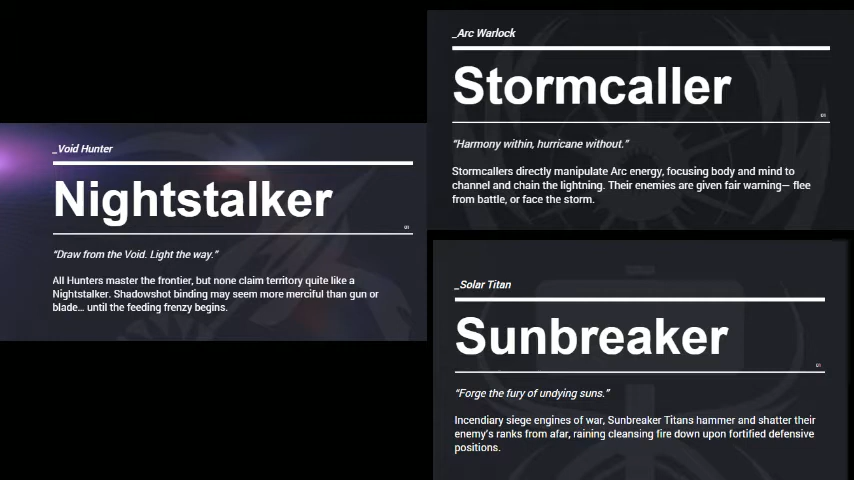 _Void Hunter
Nightstalker
“Draw from the Void. Light the way.”
All Hunters master the frontier, but none claim territory quite like a
Nightstalker. Shadowshot binding may seem more merciful than gun or
blade... until the feeding frenzy begins.
_Arc Warlock
Stormcaller
“Harmony within, hurricane without.”
Stormcallers directly manipulate Arc energy, focusing body and mind to
channel and chain the lightning. Their enemies are given fair warning— flee
from battle, or face the storm.
_Solar Titan
Sunbreaker
“Forge the fury of undying suns.”
Incendiary siege engines of war, Sunbreaker Titans hammer and shatter their
enemy's ranks from afar, raining cleansing fire down upon fortified defensive
positions.